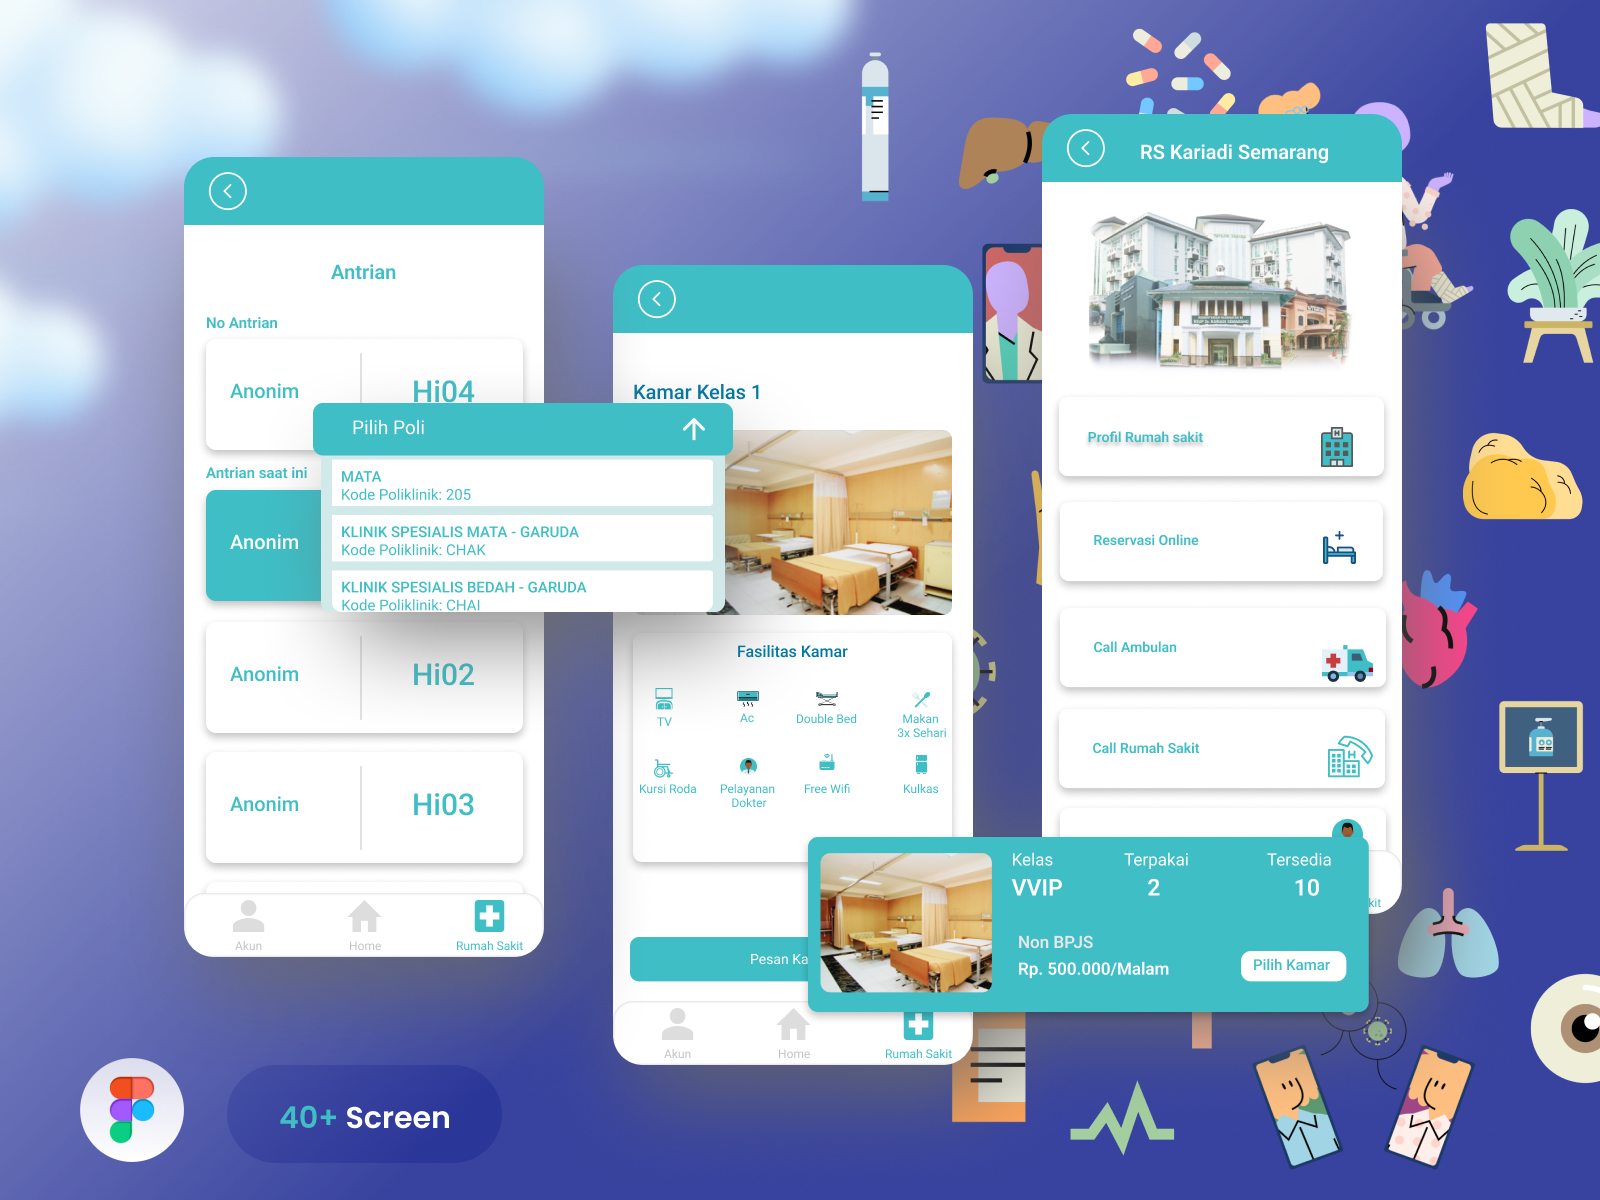 Antrian
No Antrian
Anonim
Hi04
Antrian saat ini
Anonim
Anonim
Hi02
Anonim
Hi03
Akun
Home
Rumah Sakit
Pilih Poli
MATA
Kode Poliklinik: 205
KLINIK SPESIALIS MATA - GARUDA
Kode Poliklinik: CHAK
KLINIK SPESIALIS BEDAH - GARUDA
Kode Poliklinik: CHAI
Kamar Kelas 1
Fasilitas Kamar
TV
Ac
Double Bed
Makan
3x Sehari
Kursi Roda
Pelayanan
Dokter
Free Wifi
Kulkas
Pesan Ka
Akun
Home
Rumah Sakit
RS Kariadi Semarang
Profil Rumah sakit
Reservasi Online
Call Ambulan
Call Rumah Sakit
kit
Kelas
Terpakai
Tersedia
VVIP
2
10
Non BPJS
Rp. 500.000/Malam
Pilih Kamar
40+ Screen